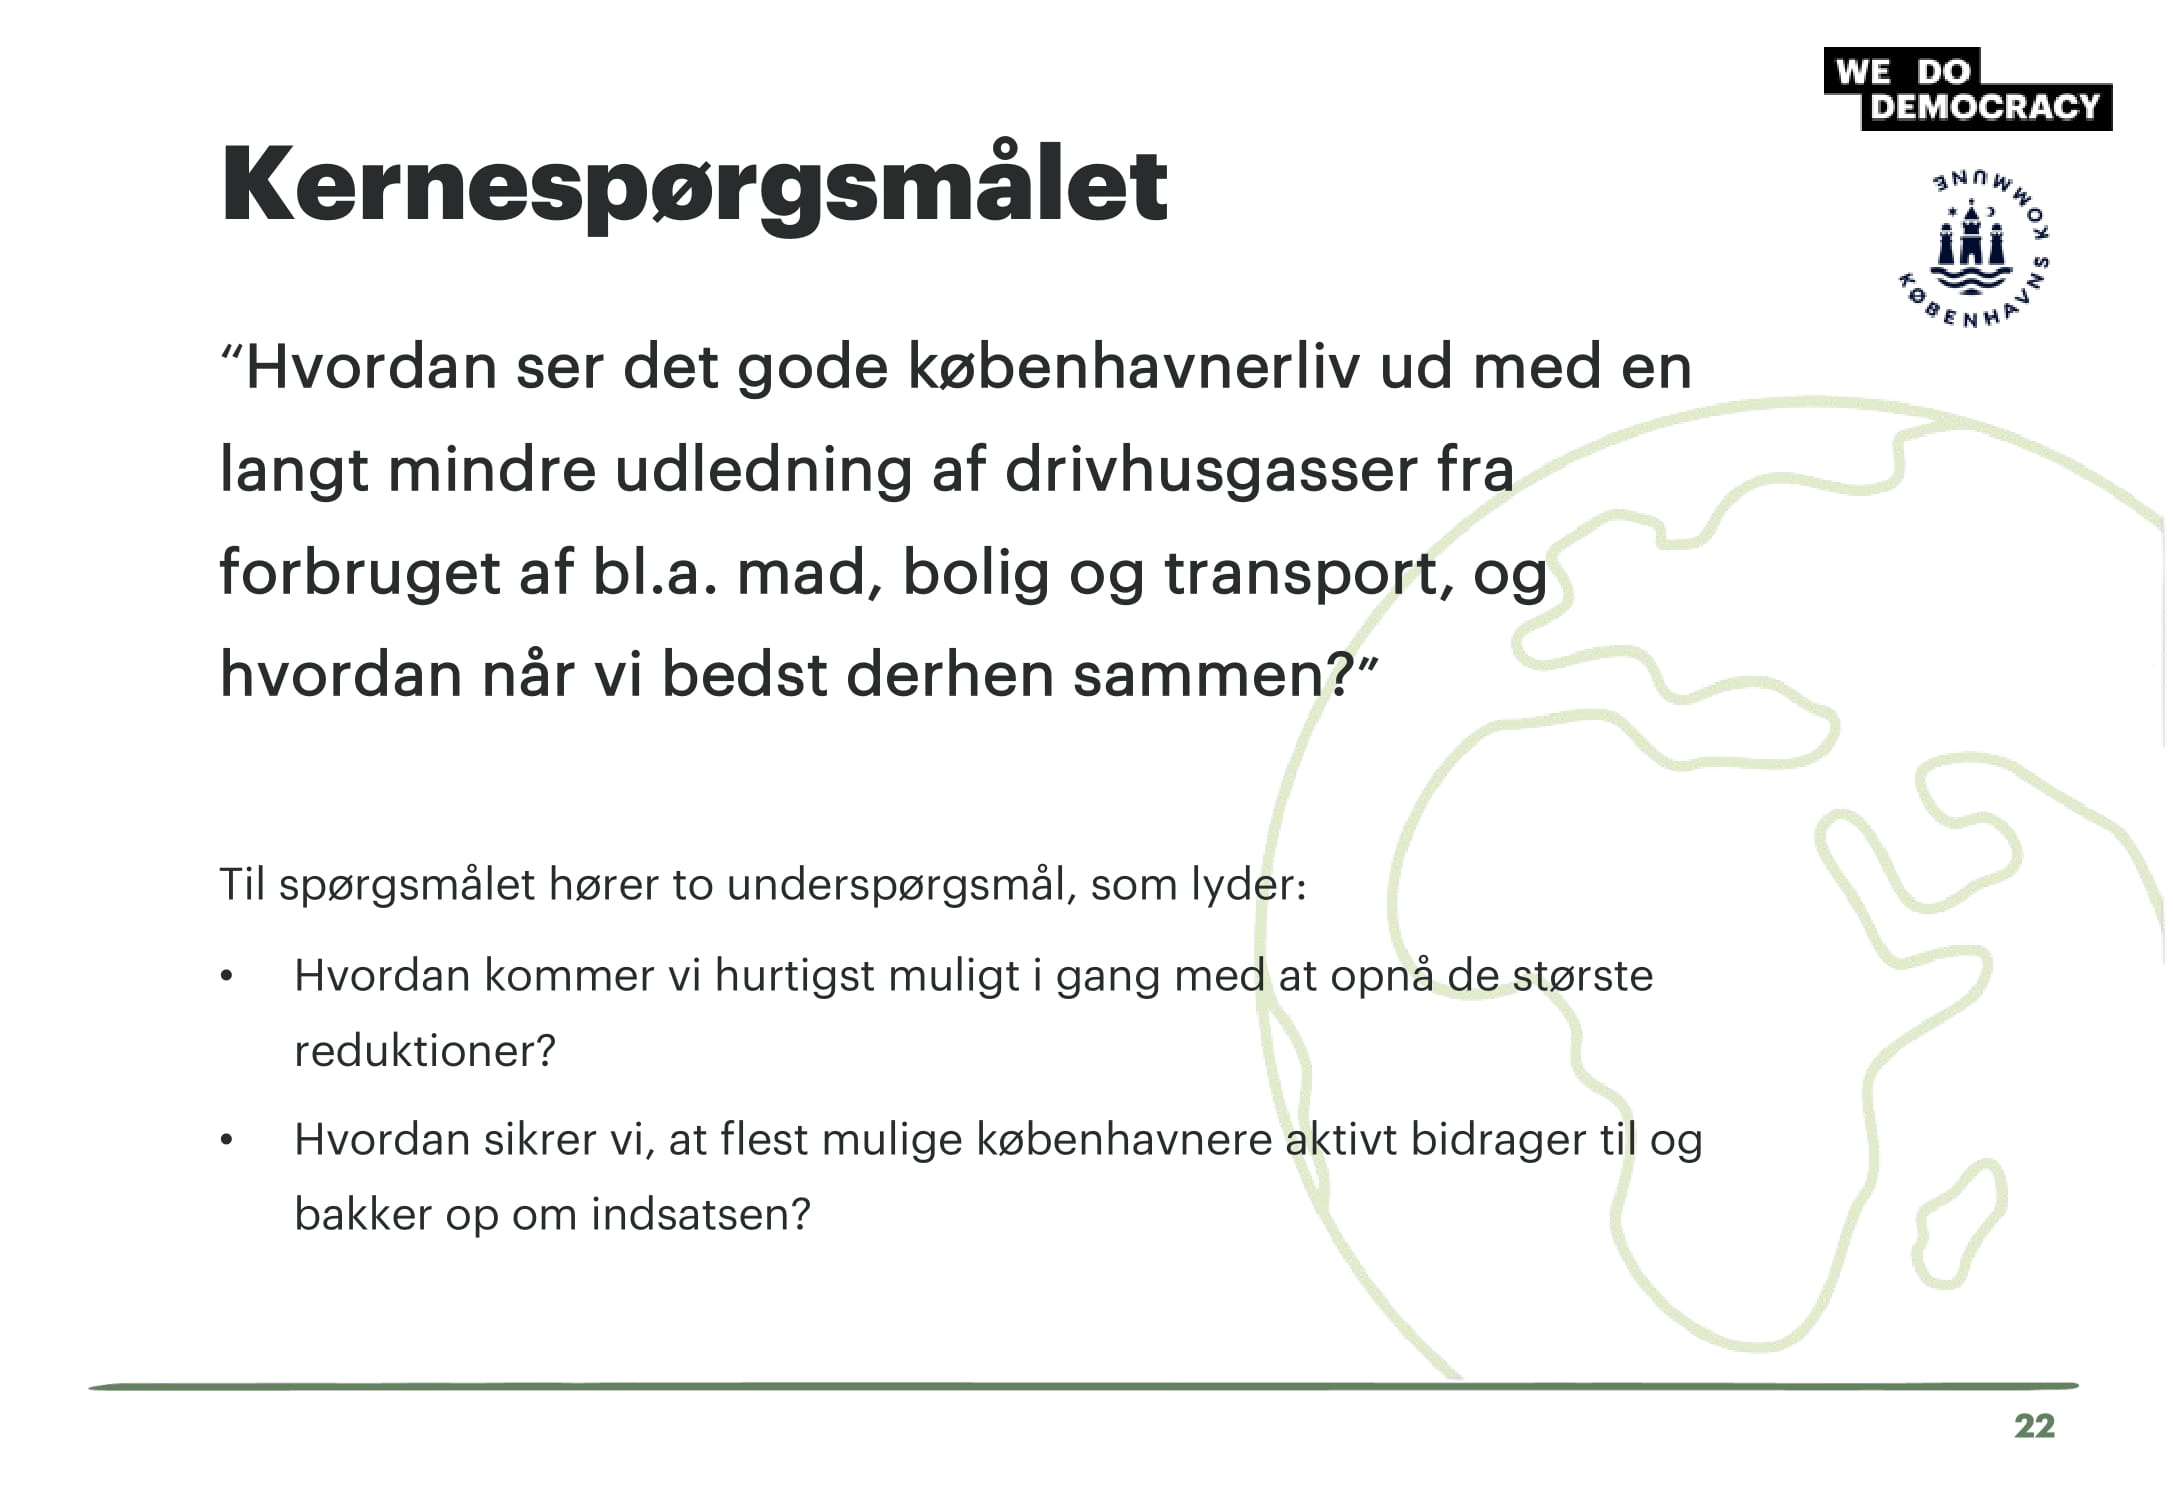 WE DO
DEMOCRACY
KØBENHAVNS KOMMUNE
Kernespørgsmålet
“Hvordan ser det gode københavnerliv ud med en
langt mindre udledning af drivhusgasser fra
forbruget af bl.a. mad, bolig og transport, og
hvordan når vi bedst derhen sammen?”
Til spørgsmålet hører to underspørgsmål, som lyder:
• Hvordan kommer vi hurtigst muligt i gang med at opnå de største
reduktioner?
• Hvordan sikrer vi, at flest mulige københavnere aktivt bidrager til og
bakker op om indsatsen?
22